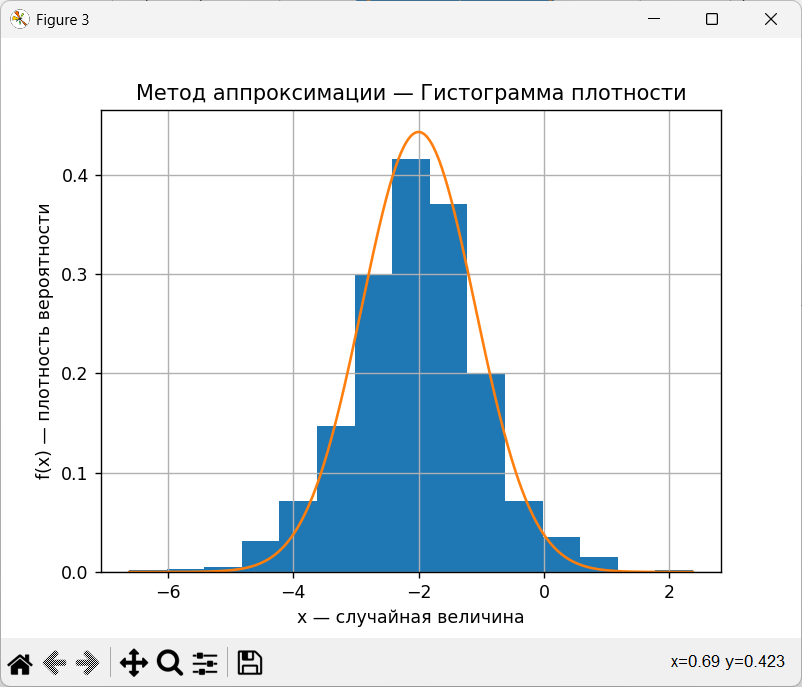 Figure 3
Метод аппроксимации — Гистограмма плотности
f(x) — плотность вероятности
0.4
0.3
0.2
0.1
0.0
−6 −4 −2 0 2
x — случайная величина
x=0.69 y=0.423